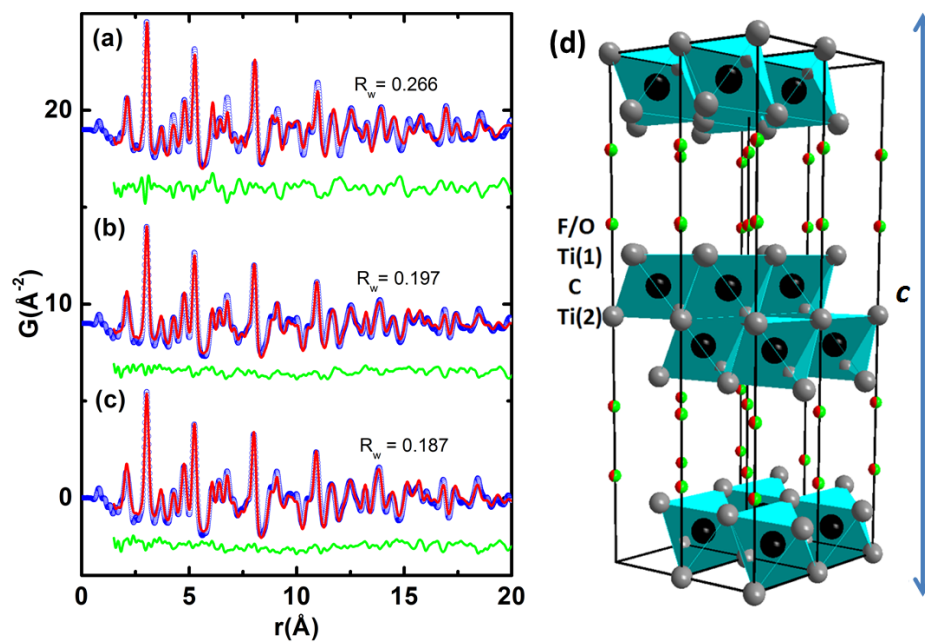 (a)
R_w = 0.266
20
(b)
R_w = 0.197
10
G(Å⁻²)
(c)
R_w = 0.187
0
0 5 10 15 20
r(Å)
(d)
F/O
Ti(1)
C
Ti(2)
c